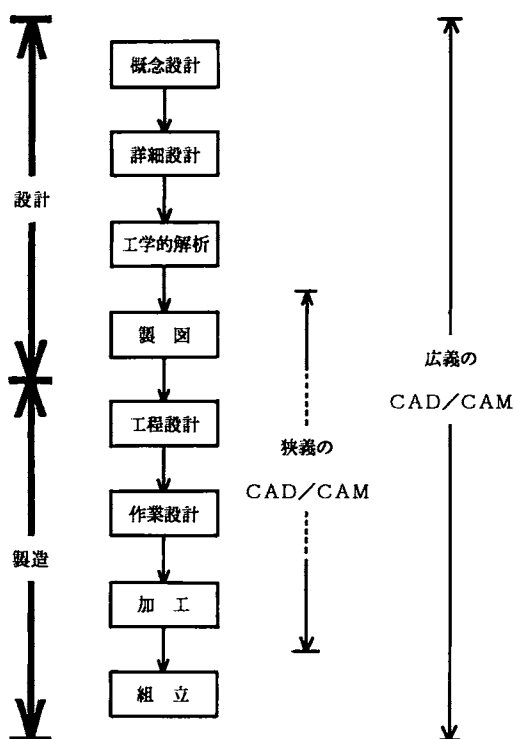 概念設計
詳細設計
設計
工学的解析
製 図
広義の
CAD/CAM
工程設計
狭義の
CAD/CAM
作業設計
製造
加 工
組 立